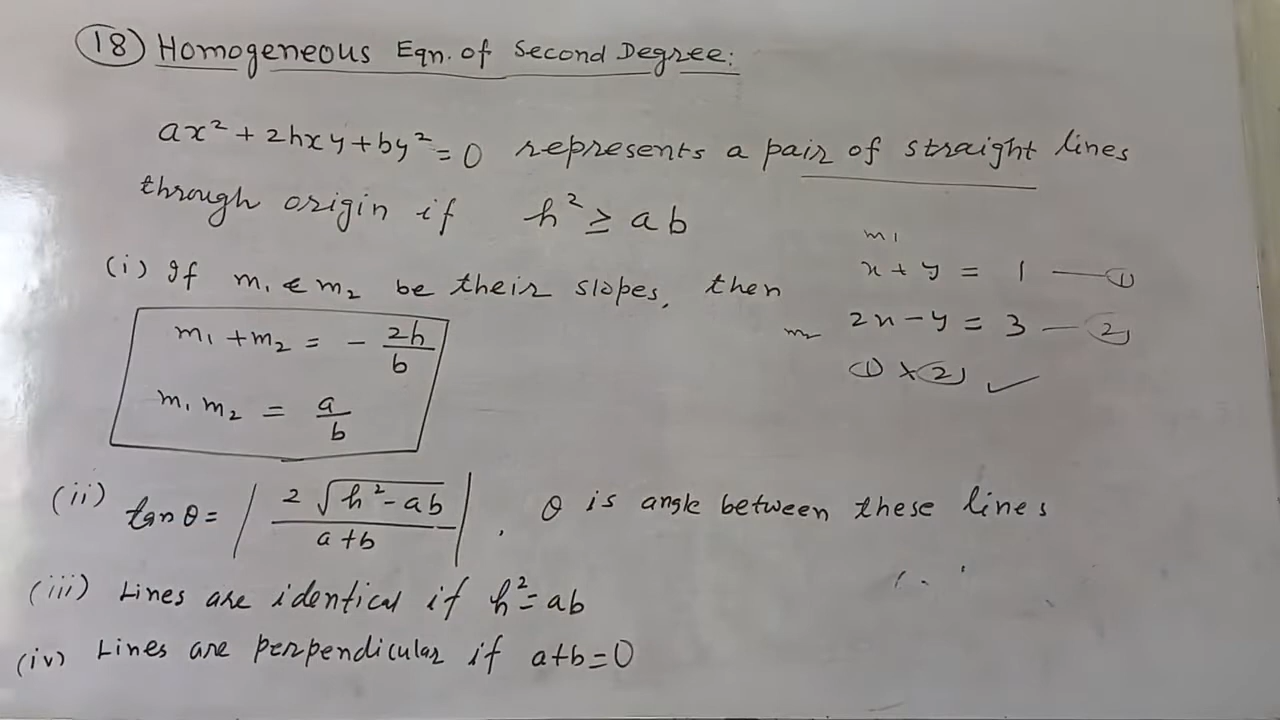 (18) Homogeneous Eqn. of Second Degree:
ax² + 2hxy + by² = 0 represents a pair of straight lines
through origin if h² ≥ ab
(i) If m₁ & m₂ be their slopes, then
m₁ + m₂ = - 2h/b
m₁ m₂ = a/b
m₁
x + y = 1 — ①
m₂ 2x - y = 3 — ②
① × ② ✓
(ii) tan θ = | 2√(h² - ab) / (a + b) | , θ is angle between these lines
(iii) Lines are identical if h² = ab
(iv) Lines are perpendicular if a+b=0